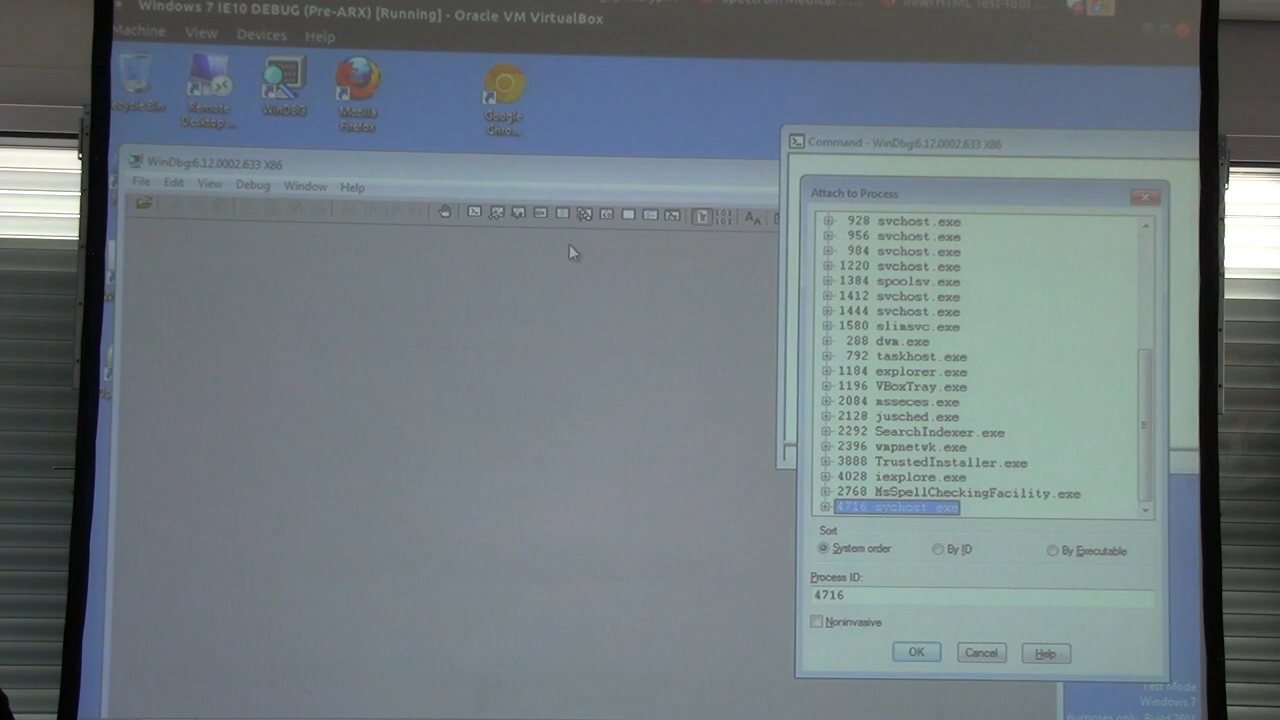 Windows 7 IE10 DEBUG (Pre-ARX) [Running] - Oracle VM VirtualBox
Machine View Devices Help
Remote Desktop ...
WinDBG
Mozilla Firefox
Google Chro...
WinDbg:6.12.0002.633 X86
File Edit View Debug Window Help
Command - WinDbg:6.12.0002.633 X86
Attach to Process
928 svchost.exe
956 svchost.exe
984 svchost.exe
1220 svchost.exe
1384 spoolsv.exe
1412 svchost.exe
1444 svchost.exe
1580 slimsvc.exe
288 dvm.exe
792 taskhost.exe
1184 explorer.exe
1196 VBoxTray.exe
2084 msseces.exe
2128 jusched.exe
2292 SearchIndexer.exe
2396 vmpnetwk.exe
3888 TrustedInstaller.exe
4028 iexplore.exe
2768 MsSpellCheckingFacility.exe
4716 svchost.exe
Sort
System order By ID By Executable
Process ID:
4716
Noninvasive
OK Cancel Help
Test Mode
Windows 7